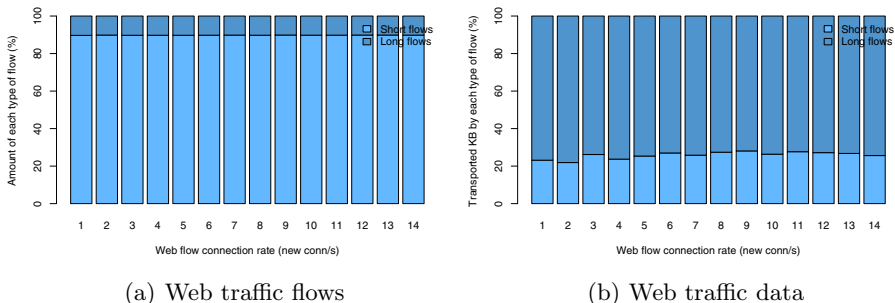 Amount of each type of flow (%)
0 20 40 60 80 100
Short flows
Long flows
1 2 3 4 5 6 7 8 9 10 11 12 13 14
Web flow connection rate (new conn/s)
(a) Web traffic flows
Transported KB by each type of flow (%)
0 20 40 60 80 100
Short flows
Long flows
1 2 3 4 5 6 7 8 9 10 11 12 13 14
Web flow connection rate (new conn/s)
(b) Web traffic data